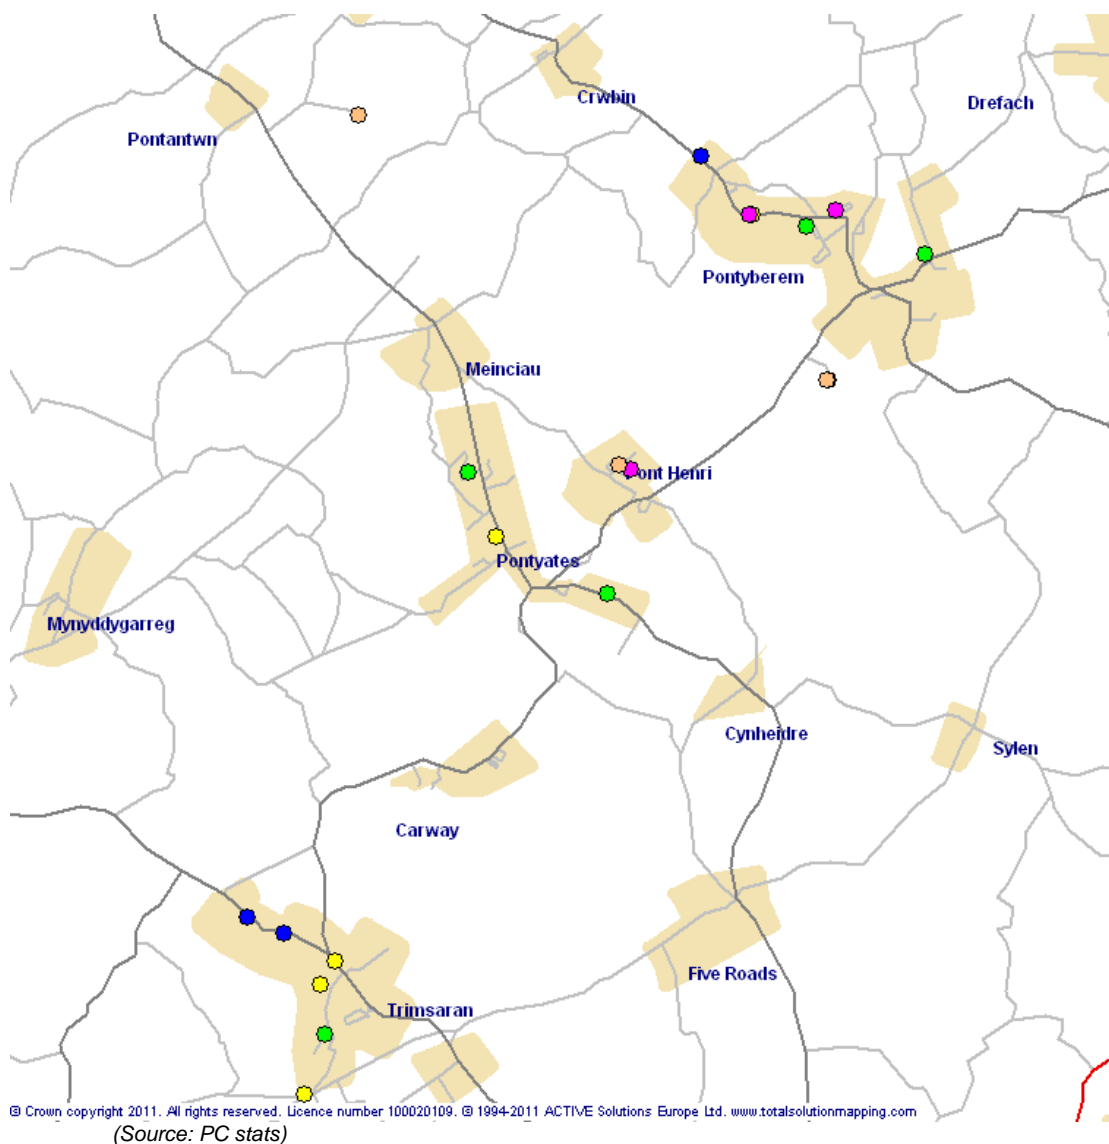 Crwbin
Drefach
Pontantwn
Pontyberem
Meinciau
Pont Henri
Pontyates
Mynyddygarreg
Cynheidre
Sylen
Carway
Five Roads
Trimsaran
© Crown copyright 2011. All rights reserved. Licence number 100020109. © 1994-2011 ACTIVE Solutions Europe Ltd. www.totalsolutionmapping.com
(Source: PC stats)